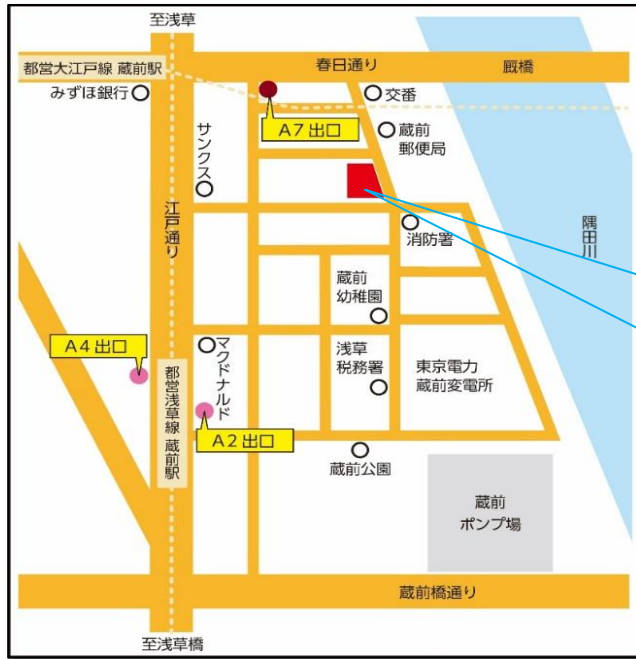 至浅草
都営大江戸線 蔵前駅
春日通り
厩橋
みずほ銀行
A7 出口
交番
蔵前
郵便局
サンクス
江戸通り
消防署
隅田川
蔵前
幼稚園
A4 出口
マクドナルド
浅草
税務署
東京電力
蔵前変電所
都営浅草線 蔵前駅
A2 出口
蔵前公園
蔵前
ポンプ場
蔵前橋通り
至浅草橋